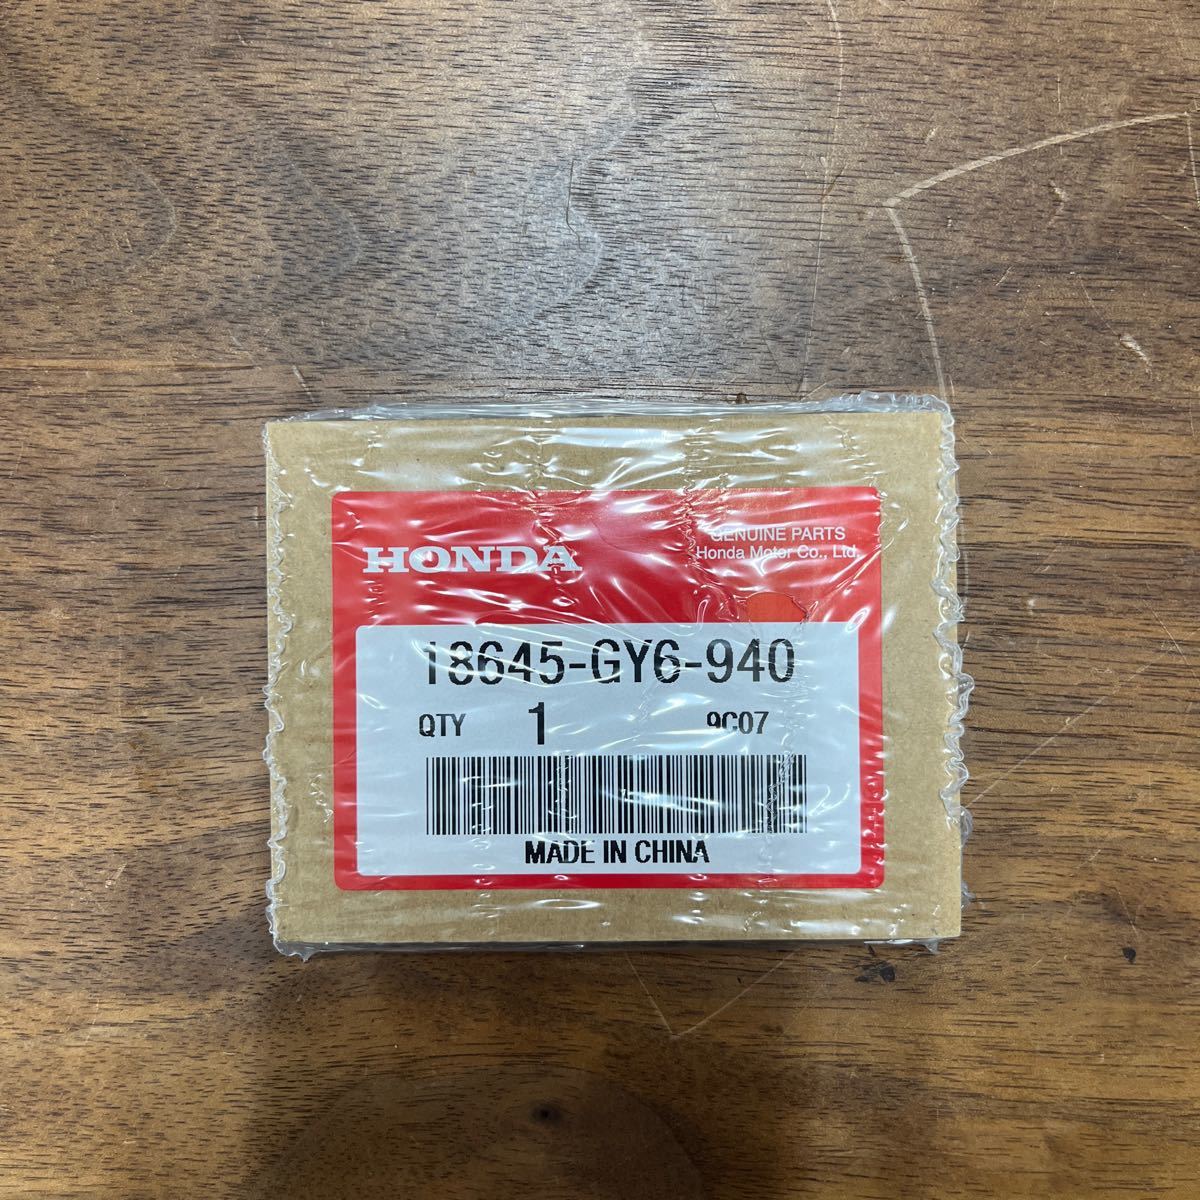 HONDA
GENUINE PARTS
Honda Motor Co., Ltd.
18645-GY6-940
QTY 1 9C07
MADE IN CHINA